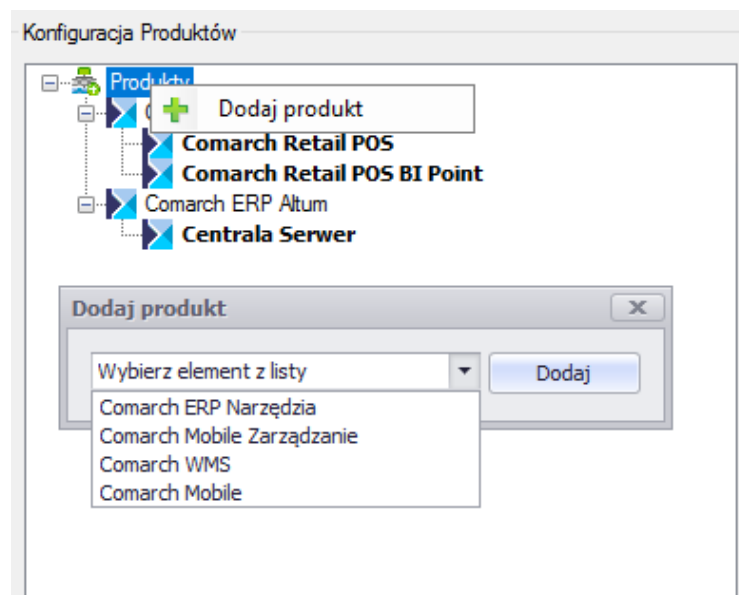 Konfiguracja Produktów
Produkty
Dodaj produkt
Comarch Retail POS
Comarch Retail POS BI Point
Comarch ERP Altum
Centrala Serwer
Dodaj produkt
Wybierz element z listy
Dodaj
Comarch ERP Narzędzia
Comarch Mobile Zarządzanie
Comarch WMS
Comarch Mobile